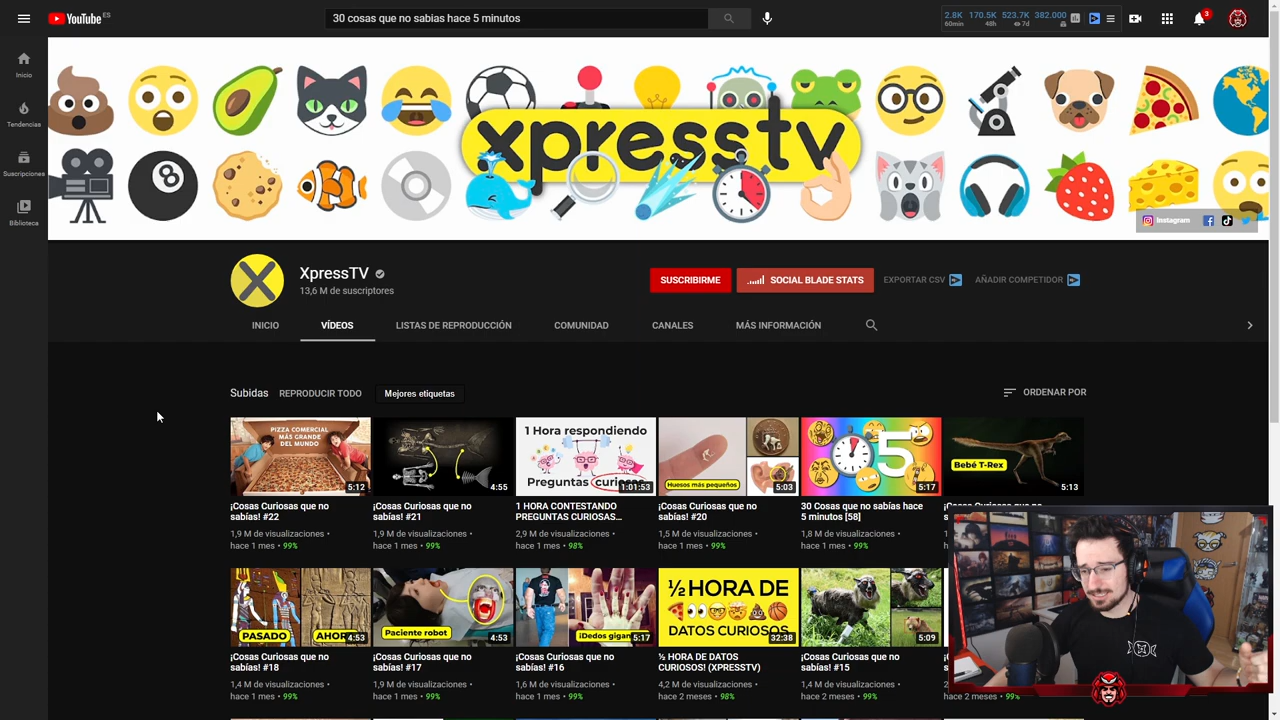 YouTube ES
30 cosas que no sabias hace 5 minutos
2.8K 170.5K 523.7K 382.000
60min 48h 7d
3
Inicio
Tendencias
Suscripciones
Biblioteca
8
xpresstv
Instagram
X
XpressTV
13,6 M de suscriptores
SUSCRIBIRME
SOCIAL BLADE STATS
EXPORTAR CSV
AÑADIR COMPETIDOR
INICIO
VÍDEOS
LISTAS DE REPRODUCCIÓN
COMUNIDAD
CANALES
MÁS INFORMACIÓN
Subidas
REPRODUCIR TODO
Mejores etiquetas
ORDENAR POR
PIZZA COMERCIAL
MÁS GRANDE
DEL MUNDO
5:12
¡Cosas Curiosas que no
sabías! #22
1,9 M de visualizaciones •
hace 1 mes • 99%
4:55
¡Cosas Curiosas que no
sabías! #21
1,9 M de visualizaciones •
hace 1 mes • 99%
1 Hora respondiendo
Preguntas curiosas
1:01:53
1 HORA CONTESTANDO
PREGUNTAS CURIOSAS...
2,9 M de visualizaciones •
hace 1 mes • 98%
Huesos más pequeños
5:03
¡Cosas Curiosas que no
sabías! #20
1,5 M de visualizaciones •
hace 1 mes • 99%
5
5:17
30 Cosas que no sabías hace
5 minutos [58]
1,8 M de visualizaciones •
hace 1 mes • 99%
Bebé T-Rex
5:13
¡Cosas Curiosas que no
PASADO
AHORA
4:53
¡Cosas Curiosas que no
sabías! #18
1,4 M de visualizaciones •
hace 1 mes • 99%
Paciente robot
4:53
¡Cosas Curiosas que no
sabías! #17
1,9 M de visualizaciones •
hace 1 mes • 99%
¡Dedos gigan
5:17
¡Cosas Curiosas que no
sabías! #16
1,6 M de visualizaciones •
hace 1 mes • 99%
½ HORA DE
DATOS CURIOSOS
32:38
½ HORA DE DATOS
CURIOSOS! (XPRESSTV)
4,2 M de visualizaciones •
hace 2 meses • 98%
5:09
¡Cosas Curiosas que no
sabías! #15
1,4 M de visualizaciones •
hace 2 meses • 99%
hace 2 meses • 99%